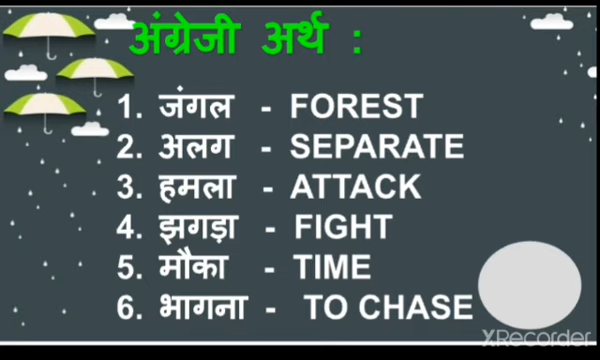 अंग्रेजी अर्थ :
1. जंगल - FOREST
2. अलग - SEPARATE
3. हमला - ATTACK
4. झगड़ा - FIGHT
5. मौका - TIME
6. भागना - TO CHASE
XRecorder